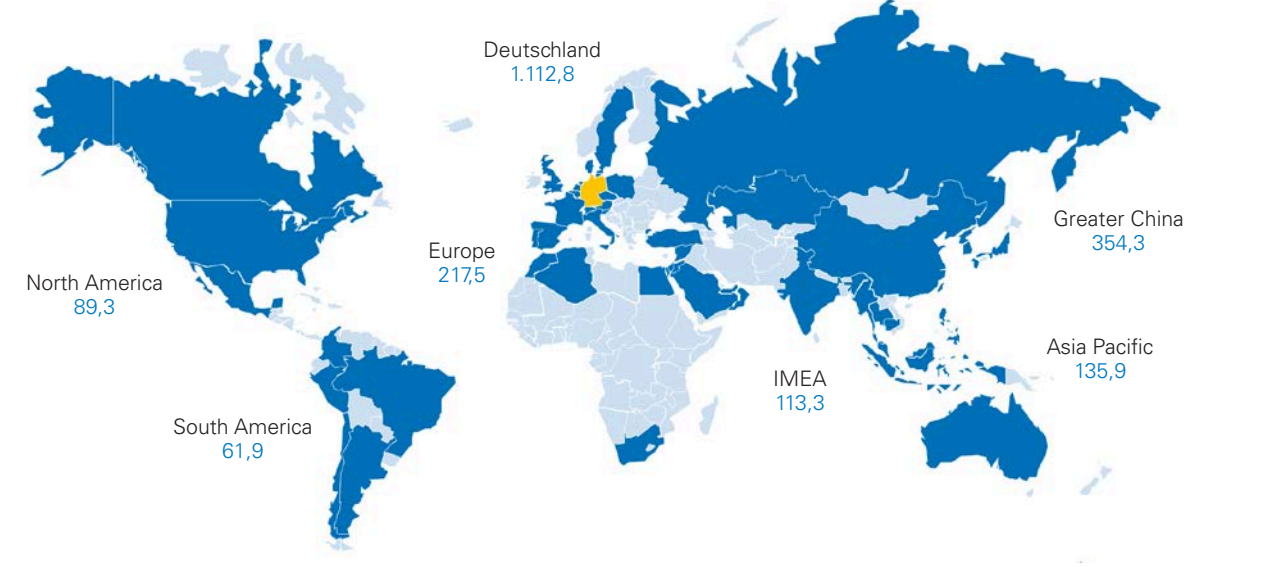 Deutschland
1.112,8
Greater China
354,3
Europe
217,5
North America
89,3
Asia Pacific
135,9
IMEA
113,3
South America
61,9